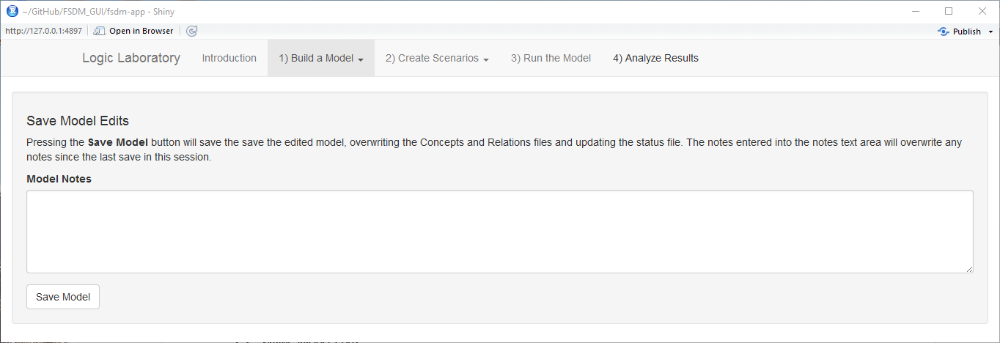 ~/GitHub/FSDM_GUI/fsdm-app - Shiny
http://127.0.0.1:4897 Open in Browser Publish
Logic Laboratory Introduction 1) Build a Model 2) Create Scenarios 3) Run the Model 4) Analyze Results
Save Model Edits
Pressing the Save Model button will save the save the edited model, overwriting the Concepts and Relations files and updating the status file. The notes entered into the notes text area will overwrite any
notes since the last save in this session.
Model Notes
Save Model